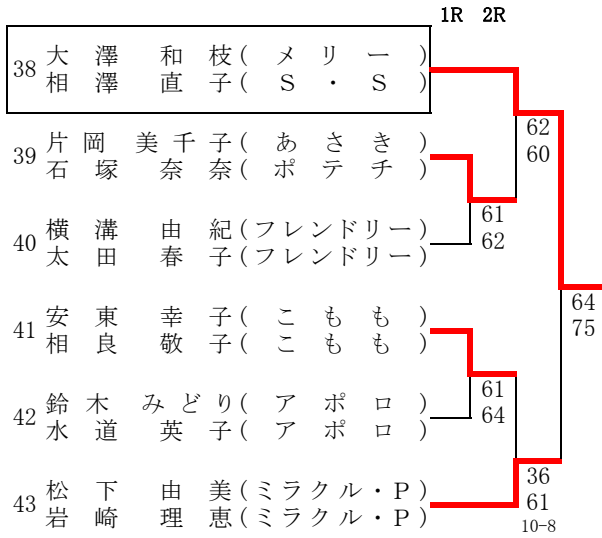 1R 2R
38 大澤 和枝(メリー)
相澤 直子(S・S)
62
60
39 片岡 美千子(あさき)
石塚 奈奈(ポテチ)
61
62
40 横溝 由紀(フレンドリー)
太田 春子(フレンドリー)
64
75
41 安東 幸子(こもも)
相良 敬子(こもも)
61
64
42 鈴木 みどり(アポロ)
水道 英子(アポロ)
36
61
10-8
43 松下 由美(ミラクル・P)
岩崎 理恵(ミラクル・P)